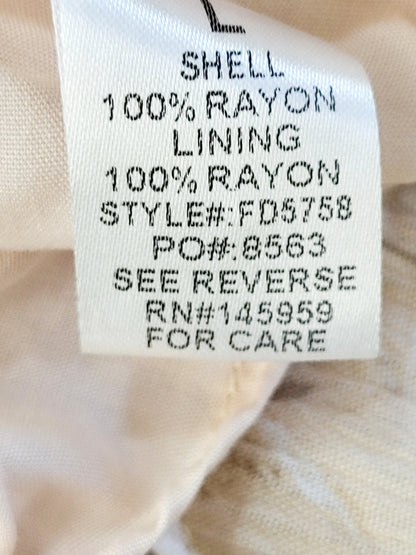 L
SHELL
100% RAYON
LINING
100% RAYON
STYLE#:FD5758
PO#:8563
SEE REVERSE
RN#145959
FOR CARE